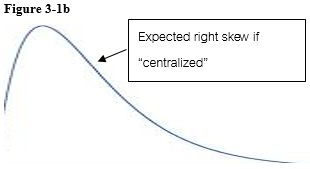 Figure 3-1b
Expected right skew if
“centralized”